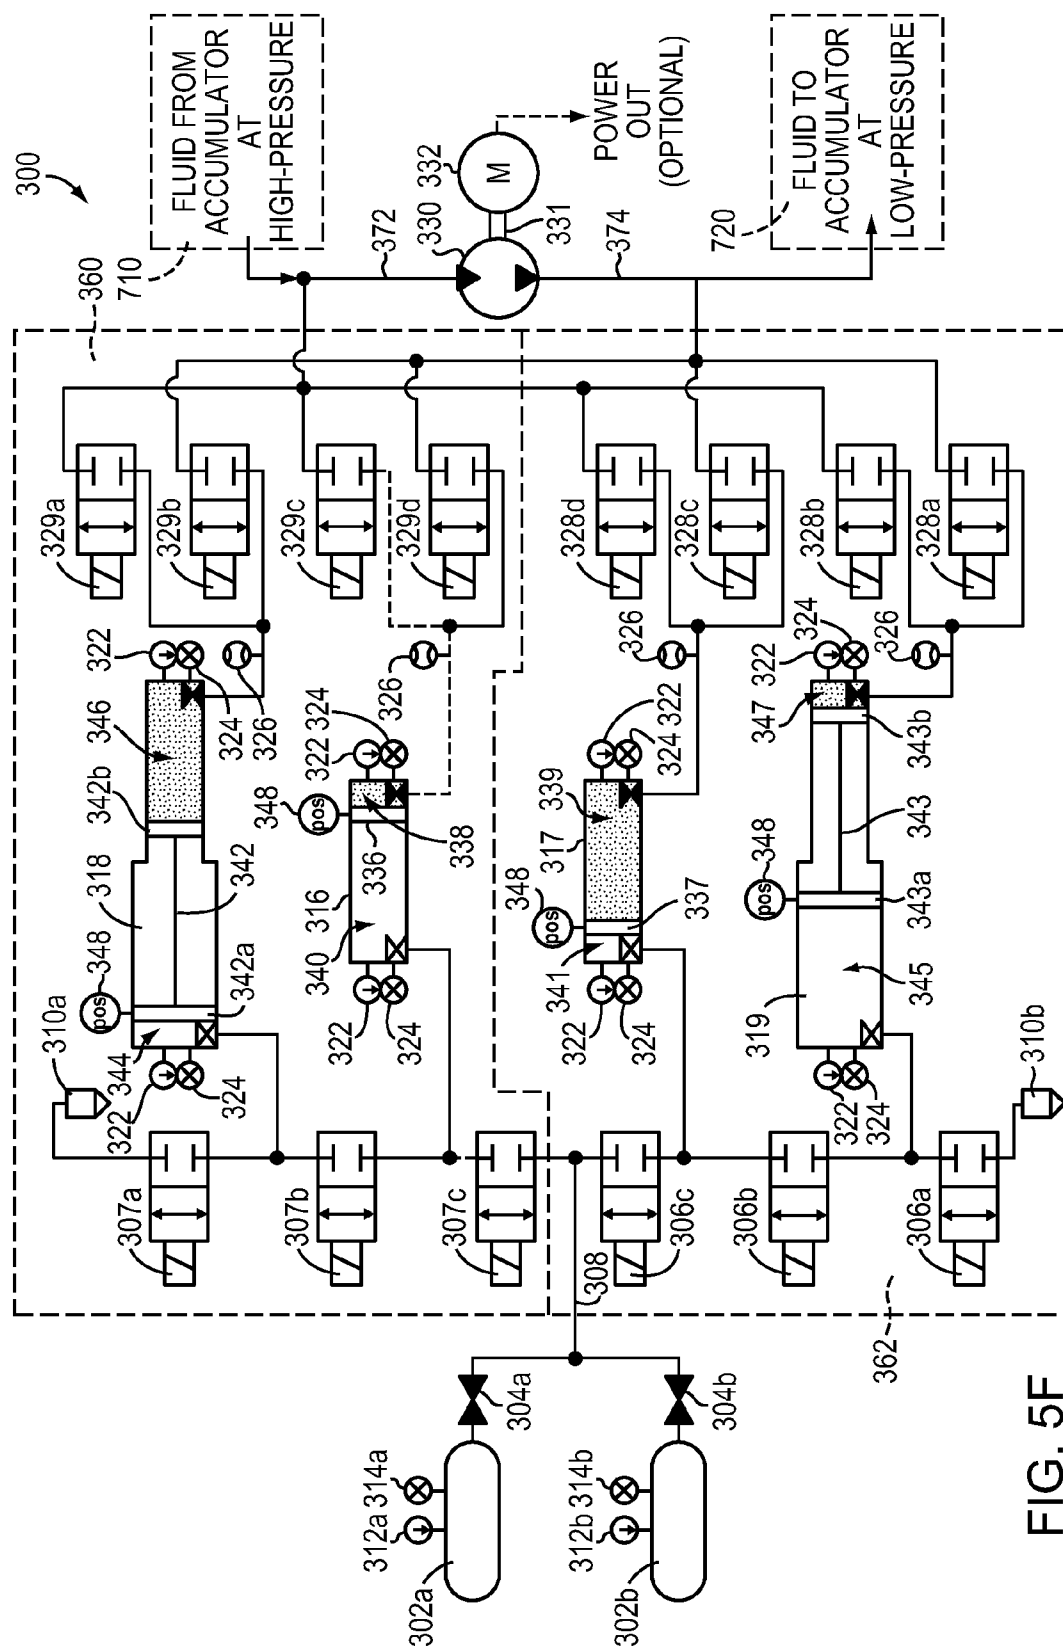 300
FLUID FROM
ACCUMULATOR
AT
HIGH-PRESSURE
710
360
310a
348
pos
318
342b
346
322
329a
307a
322
344
324
342a
342
324
326
329b
372
330
332
M
331
POWER
OUT
(OPTIONAL)
307b
348
pos
340
316
336
338
322
324
326
329c
322
324
329d
312a
314a
302a
304a
307c
374
348
pos
341
317
339
322
324
326
328d
322
324
337
306c
308
312b
314b
302b
304b
328c
720
FLUID TO
ACCUMULATOR
AT
LOW-PRESSURE
306b
319
348
pos
343
347
322
324
326
328b
322
324
345
343a
343b
328a
306a
362
310b
FIG. 5F